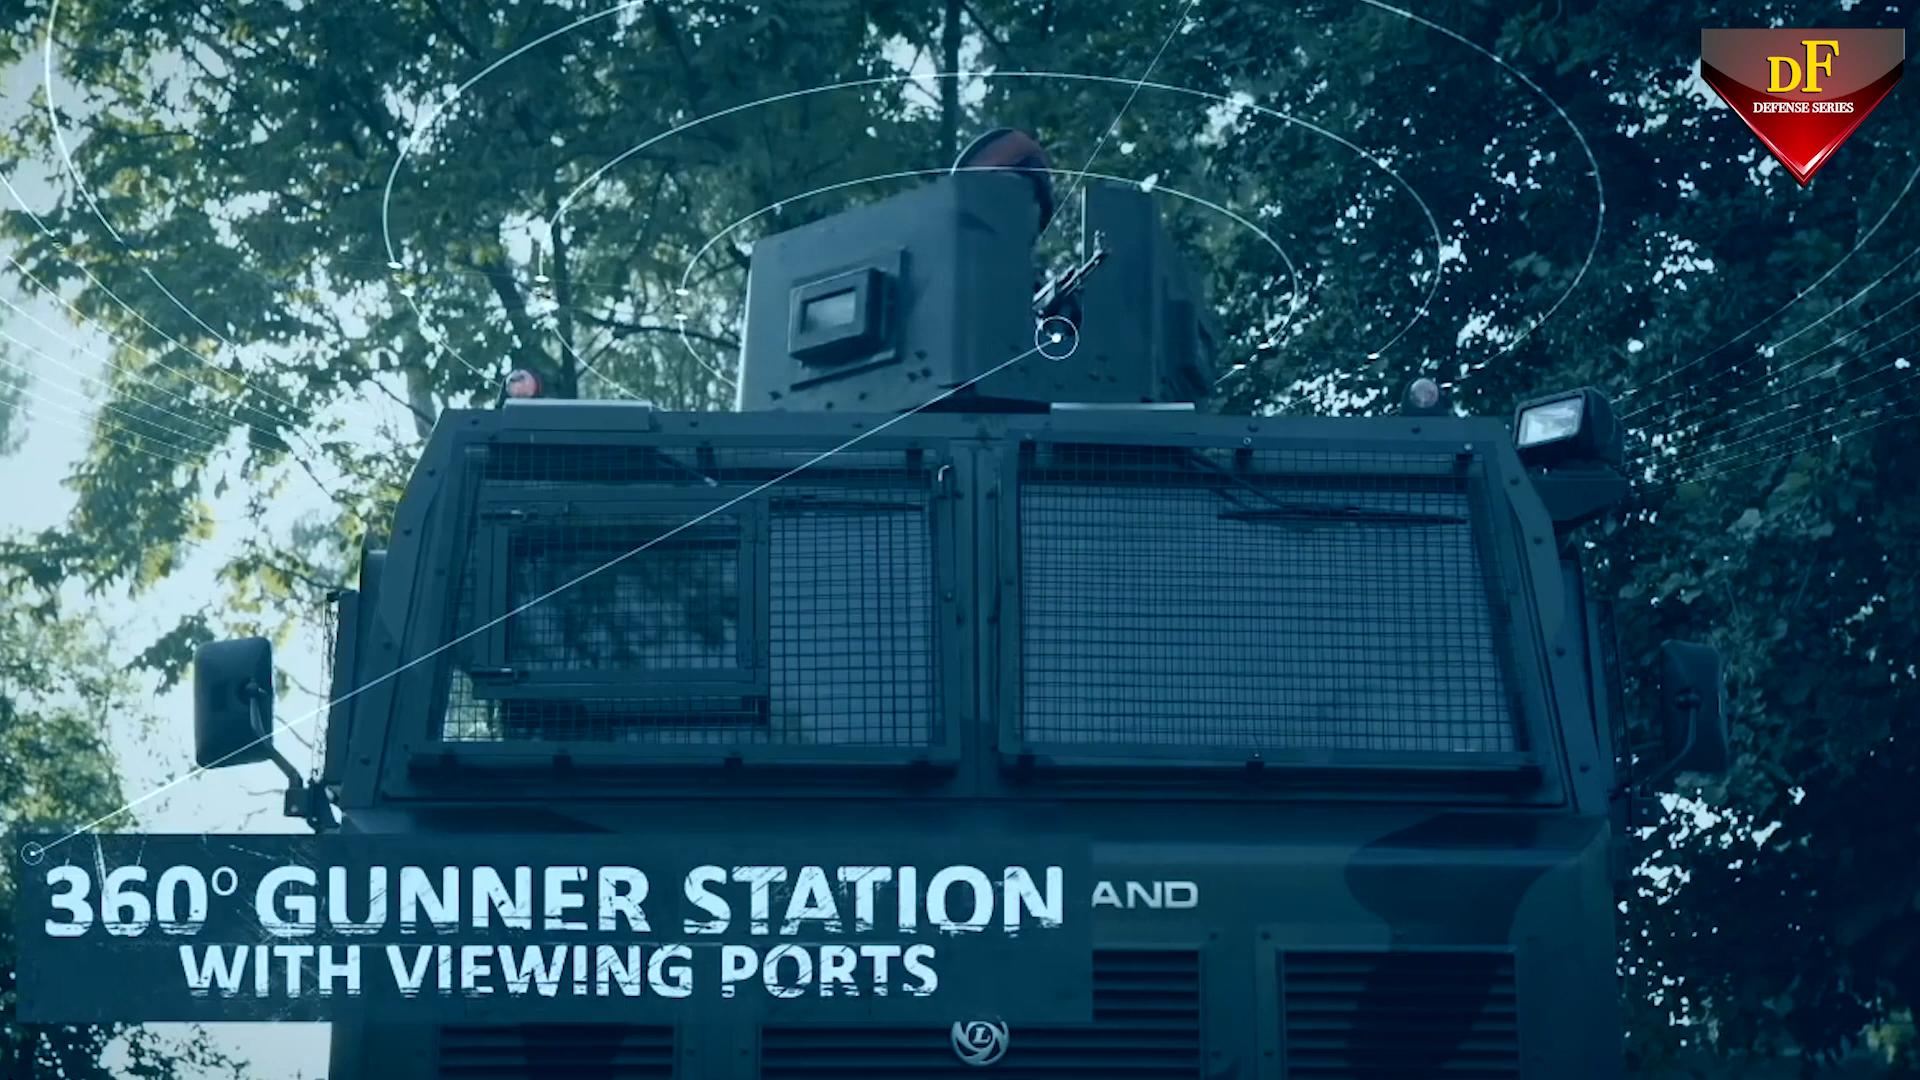 DF
DEFENSE SERIES
360° GUNNER STATION
WITH VIEWING PORTS
AND
L